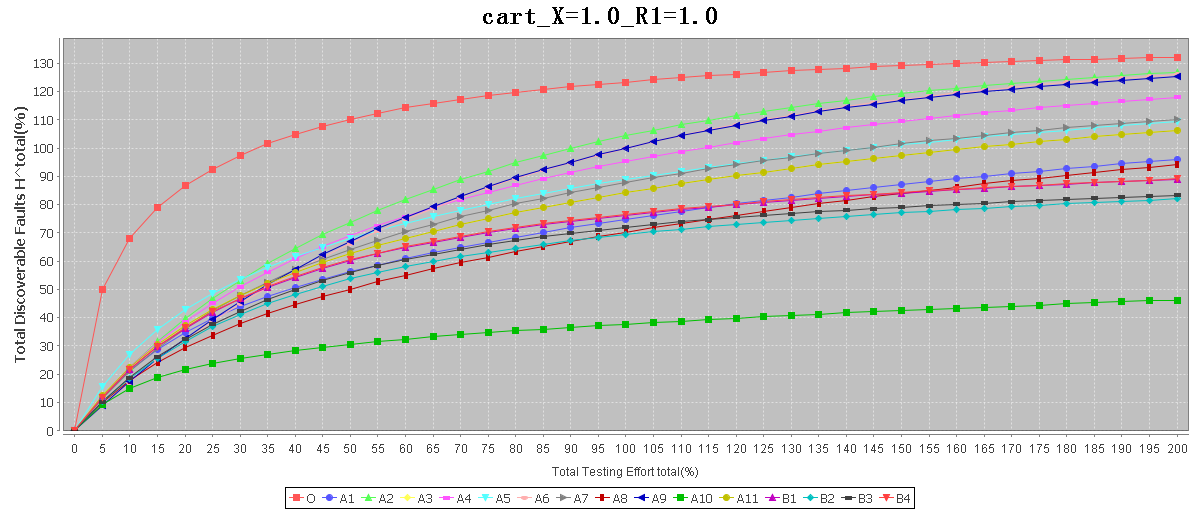 cart_X=1.0_R1=1.0
Total Discoverable Faults H^total(%)
130
120
110
100
90
80
70
60
50
40
30
20
10
0
0 5 10 15 20 25 30 35 40 45 50 55 60 65 70 75 80 85 90 95 100 105 110 115 120 125 130 135 140 145 150 155 160 165 170 175 180 185 190 195 200
Total Testing Effort total(%)
O A1 A2 A3 A4 A5 A6 A7 A8 A9 A10 A11 B1 B2 B3 B4